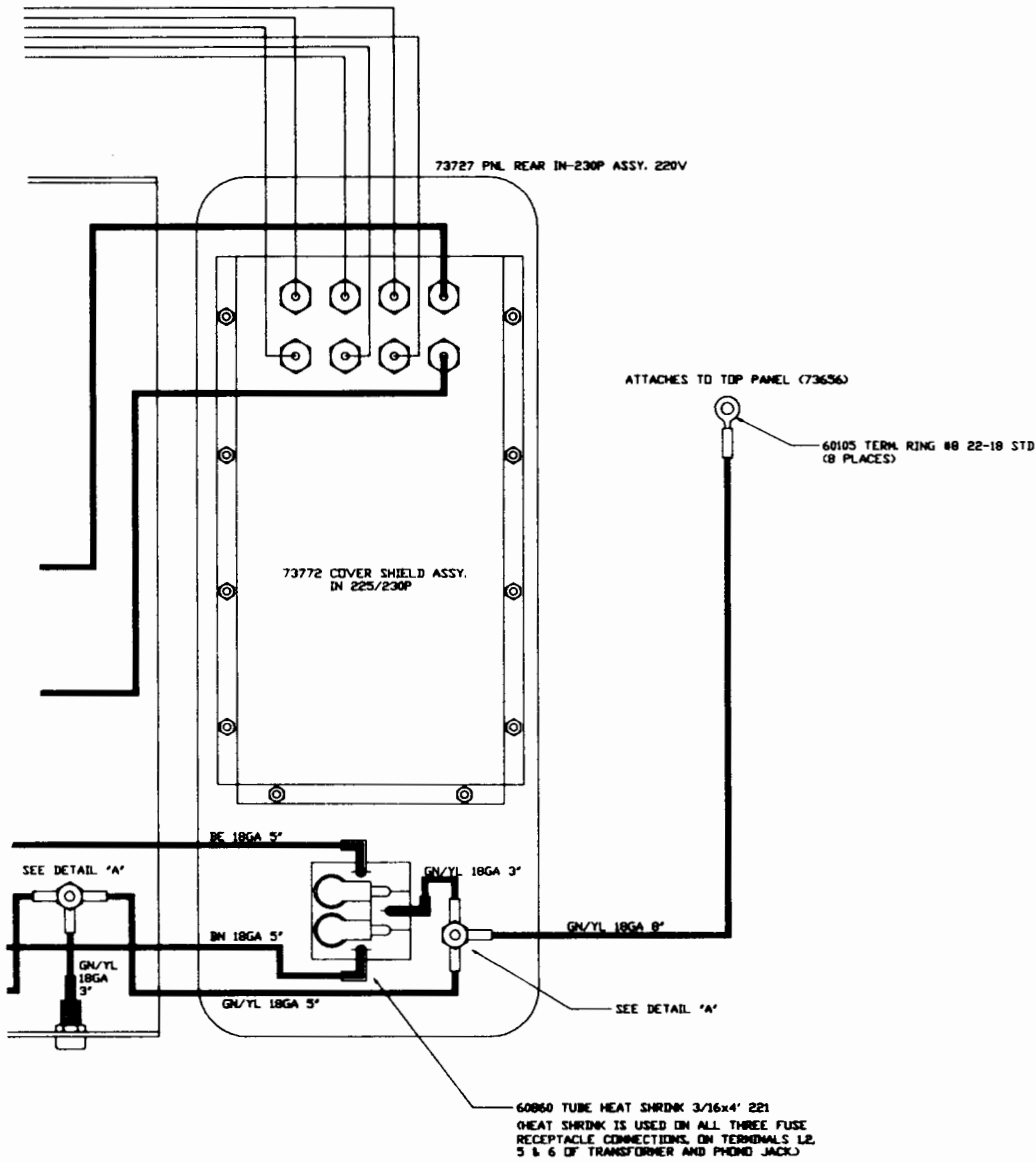 73727 PNL REAR IN-230P ASSY. 220V
ATTACHES TO TOP PANEL (73656)
60105 TERM. RING #8 22-18 STD
(8 PLACES)
73772 COVER SHIELD ASSY.
IN 225/230P
BE 18GA 5"
SEE DETAIL "A"
GN/YL 18GA 3"
GN/YL 18GA 8"
BN 18GA 5"
GN/YL
18GA
3"
GN/YL 18GA 5"
SEE DETAIL "A"
60860 TUBE HEAT SHRINK 3/16x4' 221
(HEAT SHRINK IS USED ON ALL THREE FUSE
RECEPTACLE CONNECTIONS, ON TERMINALS 1,2,
5 & 6 OF TRANSFORMER AND PHONO JACK.)